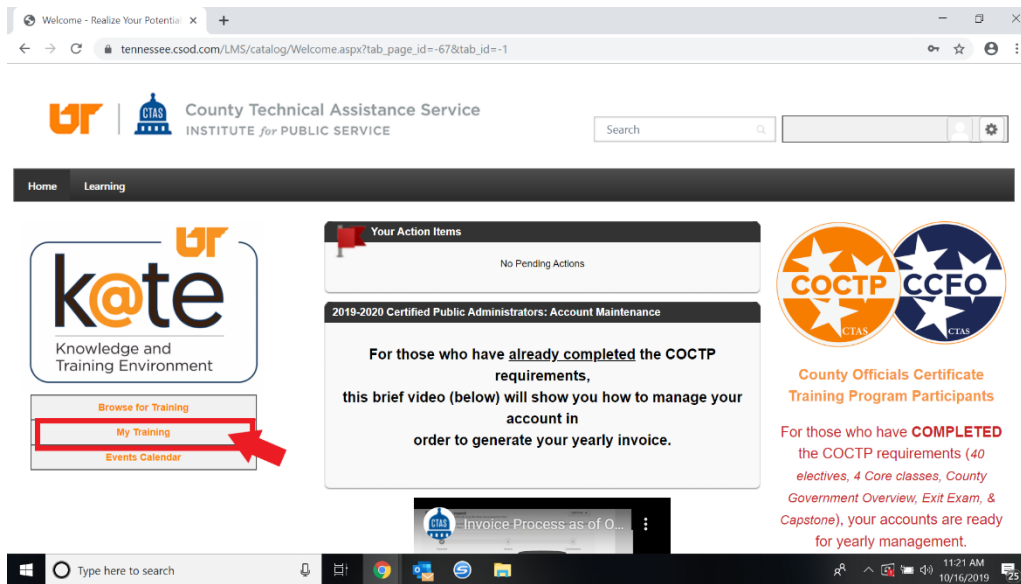 Welcome - Realize Your Potential
tennessee.csod.com/LMS/catalog/Welcome.aspx?tab_page_id=-67&tab_id=-1
UT
CTAS
County Technical Assistance Service
INSTITUTE for PUBLIC SERVICE
Search
Home Learning
UT
k@te
Knowledge and
Training Environment
Browse for Training
My Training
Events Calendar
Your Action Items
No Pending Actions
2019-2020 Certified Public Administrators: Account Maintenance
For those who have already completed the COCTP
requirements,
this brief video (below) will show you how to manage your
account in
order to generate your yearly invoice.
CTAS
Invoice Process as of O...
COCTP
CTAS
CCFO
CTAS
County Officials Certificate
Training Program Participants
For those who have COMPLETED
the COCTP requirements (40
electives, 4 Core classes, County
Government Overview, Exit Exam, &
Capstone), your accounts are ready
for yearly management.
Type here to search
11:21 AM
10/16/2019
25